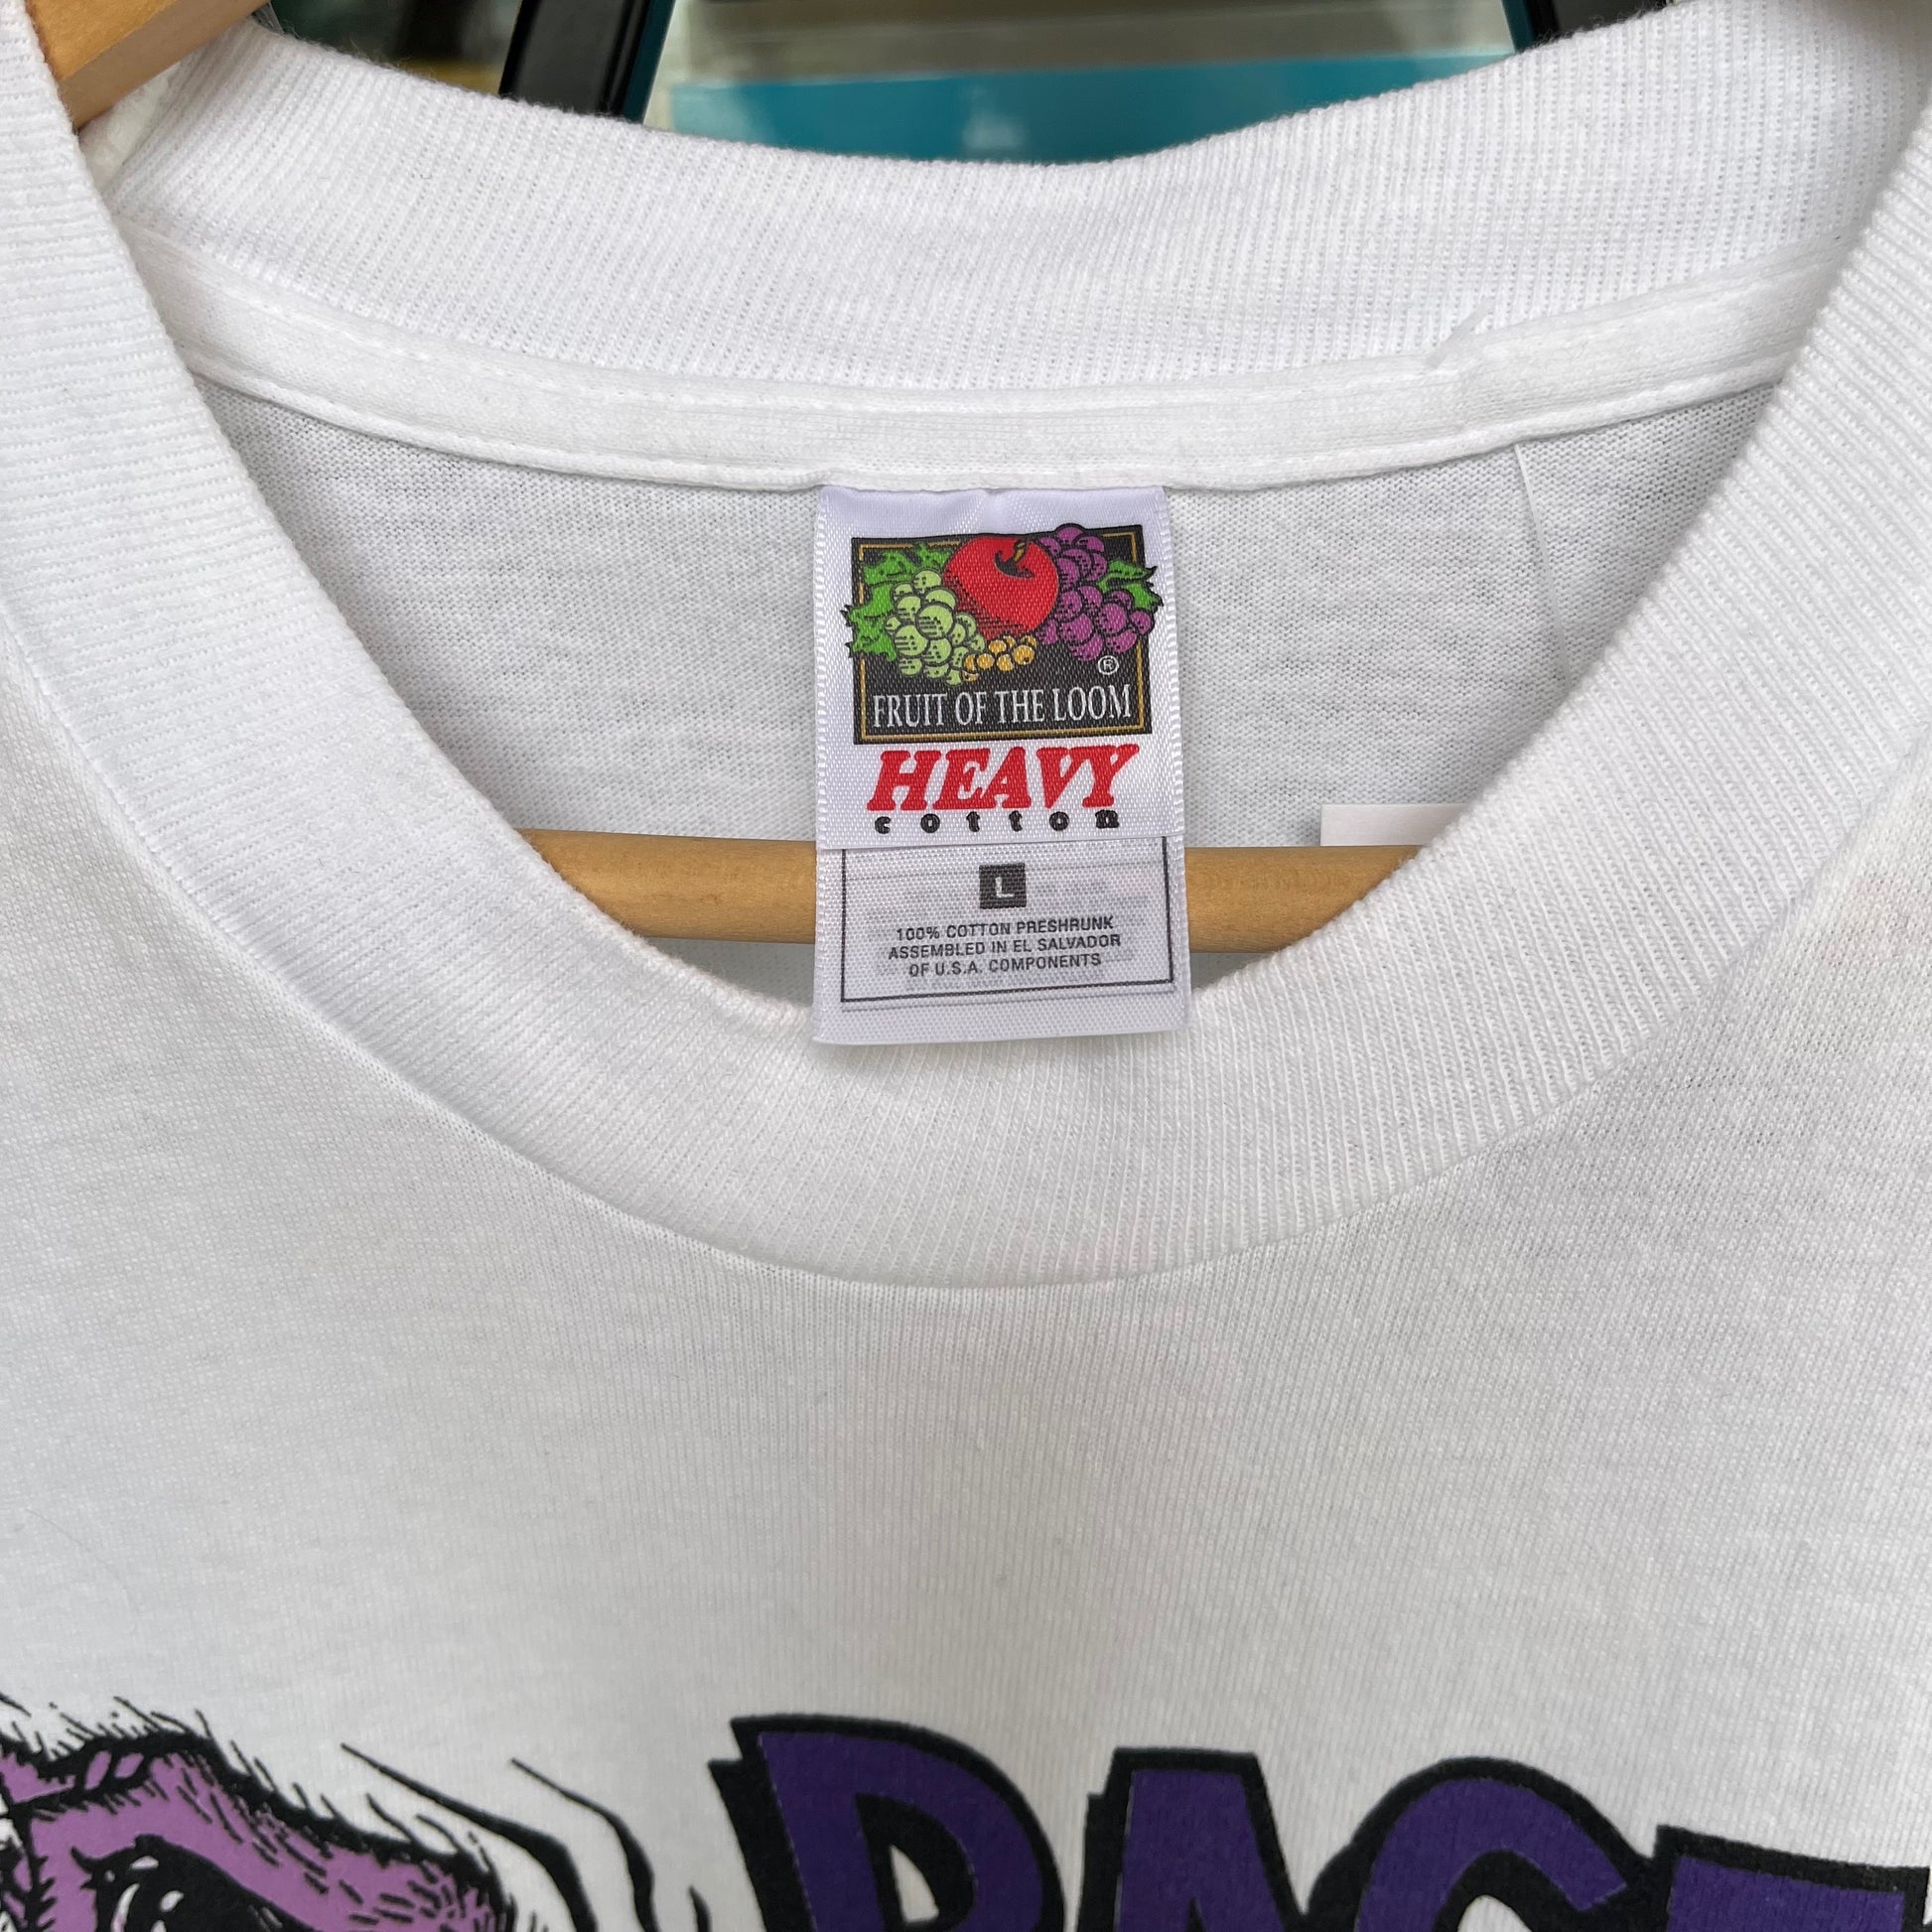 ®
FRUIT OF THE LOOM
HEAVY
cotton
L
100% COTTON PRESHRUNK
ASSEMBLED IN EL SALVADOR
OF U.S.A. COMPONENTS